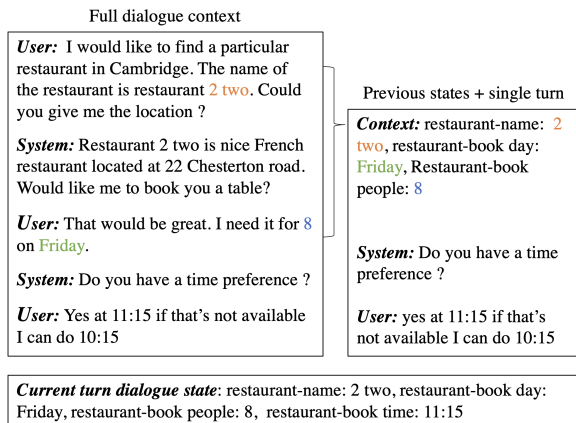 Full dialogue context
User: I would like to find a particular
restaurant in Cambridge. The name of
the restaurant is restaurant 2 two. Could
you give me the location ?
System: Restaurant 2 two is nice French
restaurant located at 22 Chesterton road.
Would like me to book you a table?
User: That would be great. I need it for 8
on Friday.
System: Do you have a time preference ?
User: Yes at 11:15 if that's not available
I can do 10:15
Previous states + single turn
Context: restaurant-name: 2
two, restaurant-book day:
Friday, Restaurant-book
people: 8
System: Do you have a time
preference ?
User: yes at 11:15 if that's
not available I can do 10:15
Current turn dialogue state: restaurant-name: 2 two, restaurant-book day:
Friday, restaurant-book people: 8, restaurant-book time: 11:15